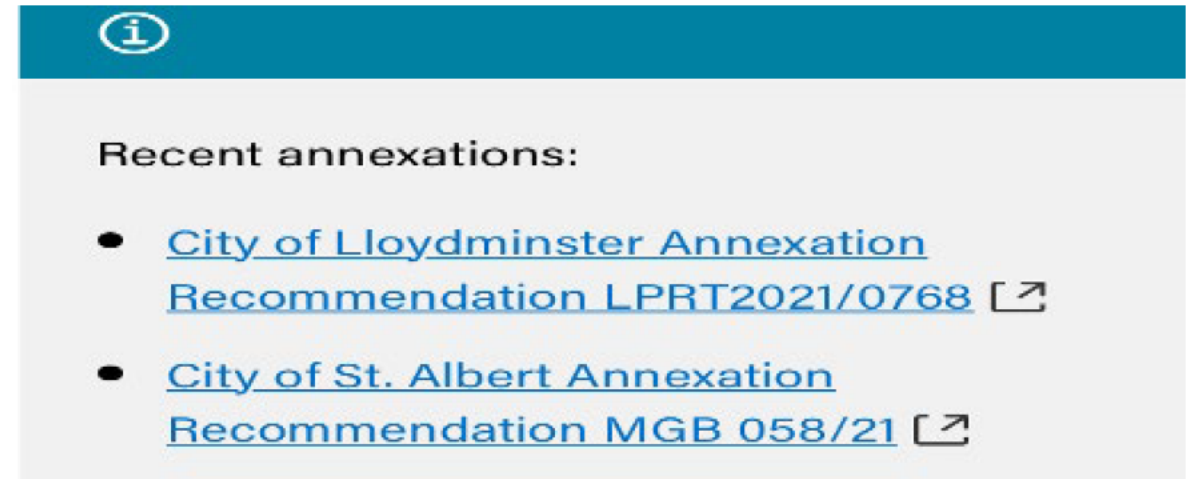 Recent annexations:
City of Lloydminster Annexation
Recommendation LPRT2021/0768
City of St. Albert Annexation
Recommendation MGB 058/21